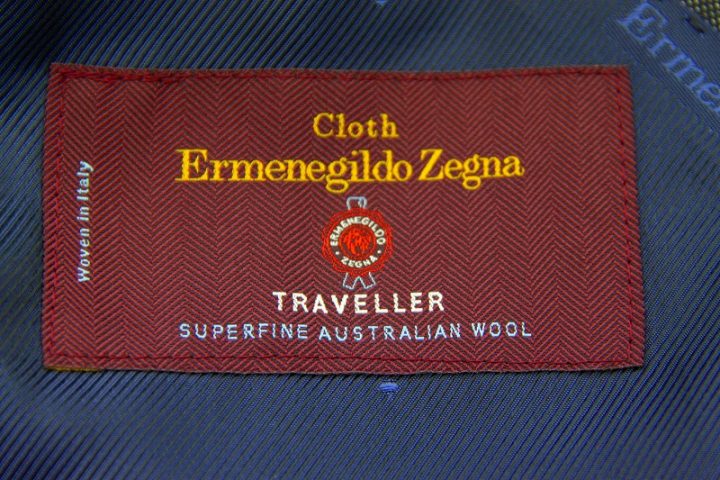 Erme
Cloth
Ermenegildo Zegna
Woven in Italy
ERMENEGILDO
ZEGNA
TRAVELLER
SUPERFINE AUSTRALIAN WOOL